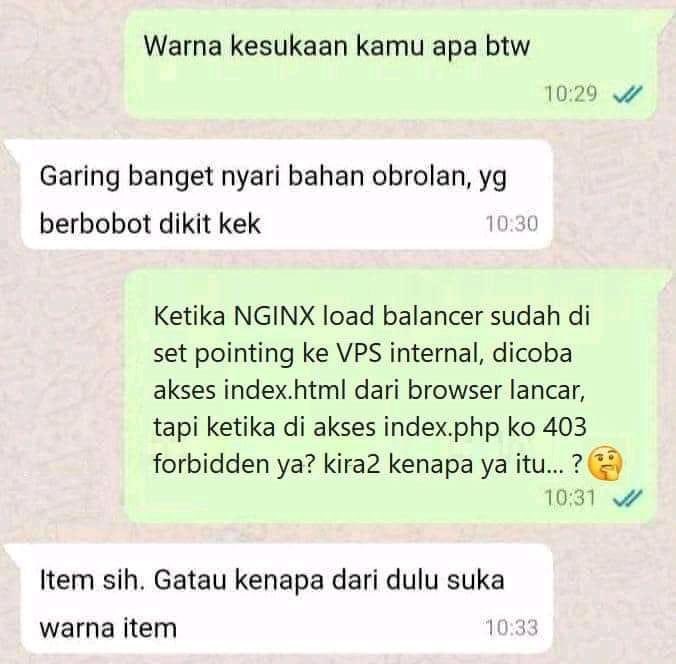 Warna kesukaan kamu apa btw
10:29
Garing banget nyari bahan obrolan, yg
berbobot dikit kek
10:30
Ketika NGINX load balancer sudah di
set pointing ke VPS internal, dicoba
akses index.html dari browser lancar,
tapi ketika di akses index.php ko 403
forbidden ya? kira2 kenapa ya itu... ?🤔
10:31
Item sih. Gatau kenapa dari dulu suka
warna item
10:33